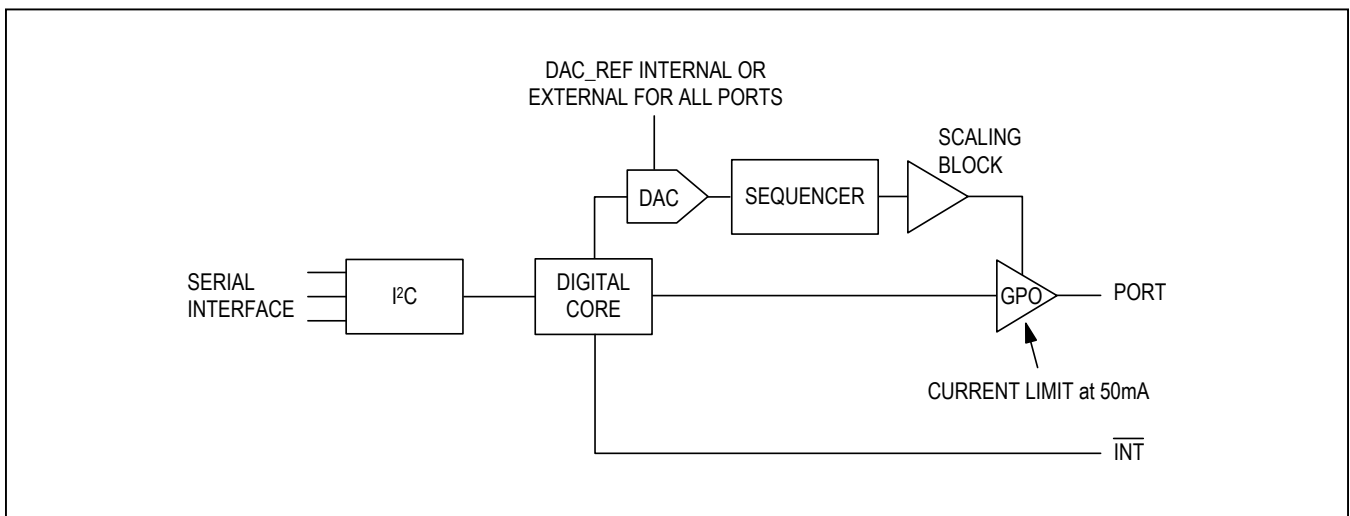 DAC_REF INTERNAL OR
EXTERNAL FOR ALL PORTS
SCALING
BLOCK
DAC
SEQUENCER
SERIAL
INTERFACE
I²C
DIGITAL
CORE
GPO
PORT
CURRENT LIMIT at 50mA
INT